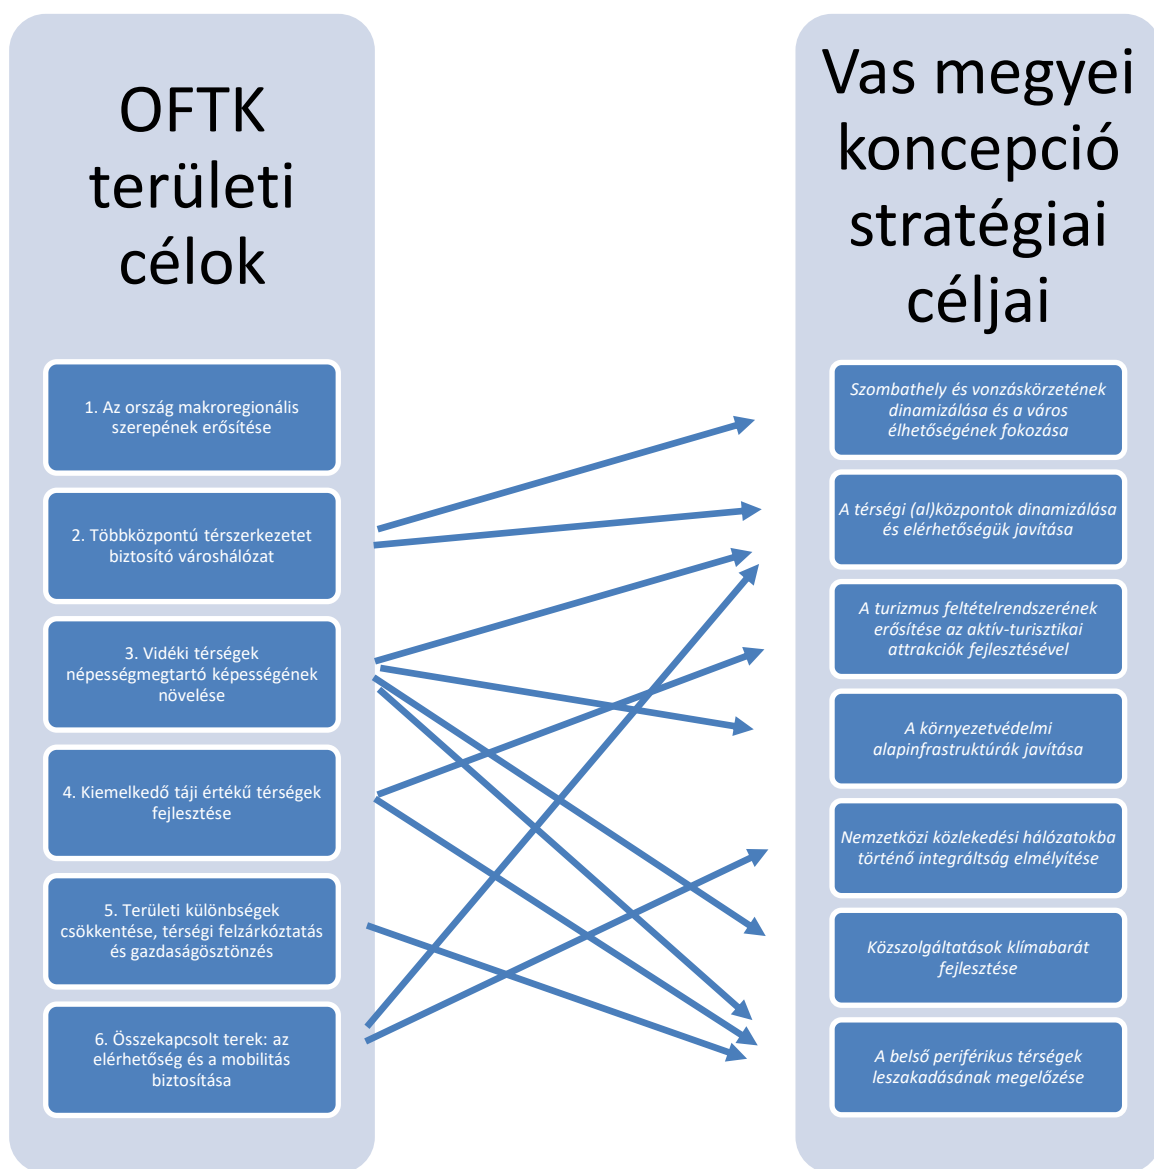 OFTK
területi
célok
1. Az ország makroregionális
szerepének erősítése
2. Többközpontú térszerkezetet
biztosító városhálózat
3. Vidéki térségek
népességmegtartó képességének
növelése
4. Kiemelkedő táji értékű térségek
fejlesztése
5. Területi különbségek
csökkentése, térségi felzárkóztatás
és gazdaságösztönzés
6. Összekapcsolt terek: az
elérhetőség és a mobilitás
biztosítása
Vas megyei
koncepció
stratégiai
céljai
Szombathely és vonzáskörzetének
dinamizálása és a város
élhetőségének fokozása
A térségi (al)központok dinamizálása
és elérhetőségük javítása
A turizmus feltételrendszerének
erősítése az aktív-turisztikai
attrakciók fejlesztésével
A környezetvédelmi
alapinfrastruktúrák javítása
Nemzetközi közlekedési hálózatokba
történő integráltság elmélyítése
Közszolgáltatások klímabarát
fejlesztése
A belső periférikus térségek
leszakadásának megelőzése